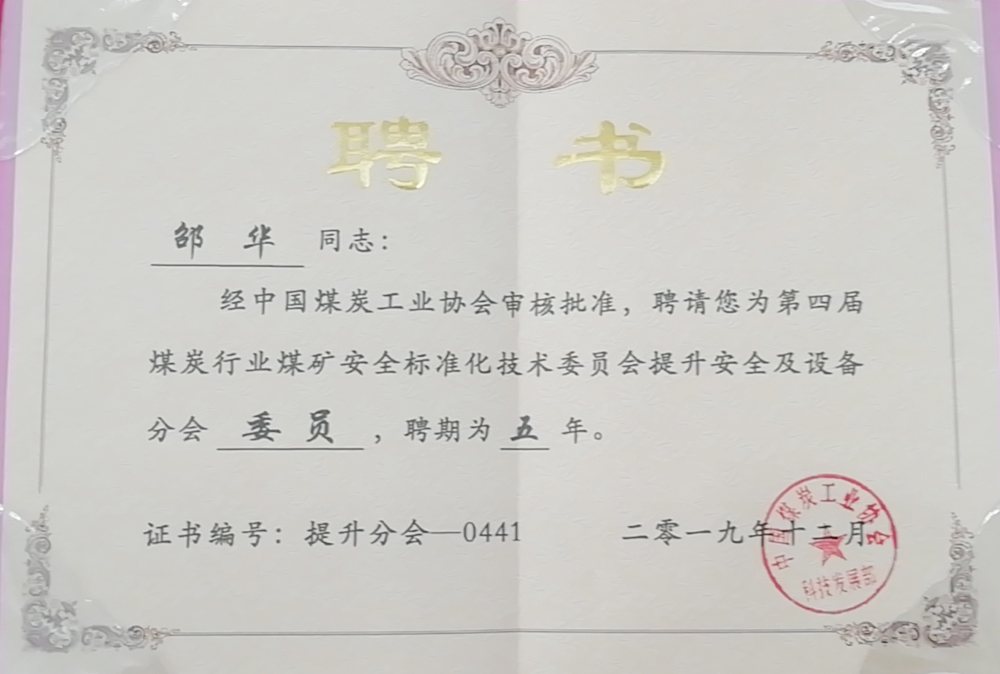 聘 书
邹 华 同志：
经中国煤炭工业协会审核批准，聘请您为第四届
煤炭行业煤矿安全标准化技术委员会提升安全及设备
分会 委 员 ，聘期为 五 年。
证书编号：提升分会—0441
二零一九年十二月
中国煤炭工业协会
科技发展部